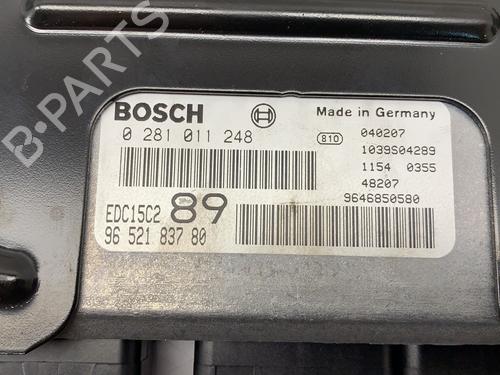 B-PARTS
BOSCH
Made in Germany
0 281 011 248
810
040207
1039S04289
1154 0355
48207
9646850580
EDC15C2
89
96 521 837 80